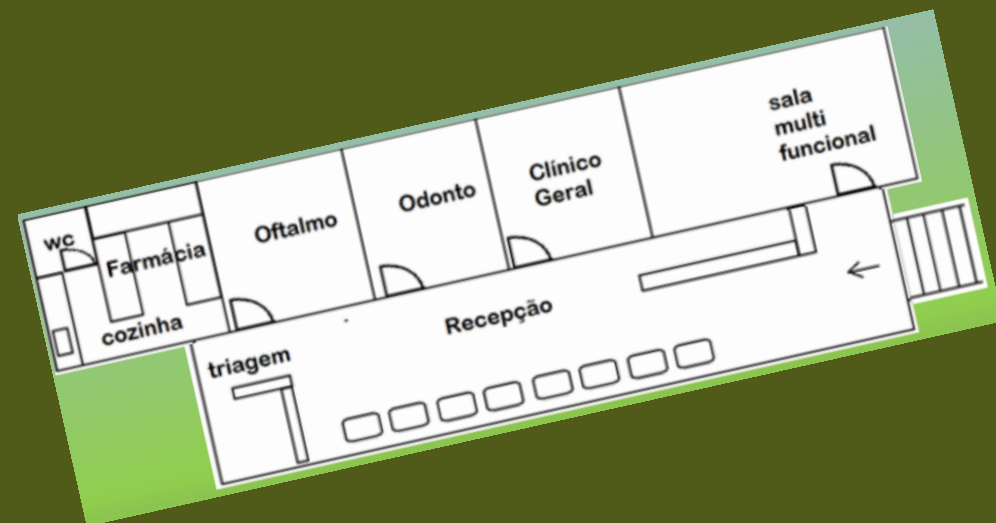 wc
Farmácia
cozinha
Oftalmo
Odonto
Clínico
Geral
sala
multi
funcional
triagem
Recepção